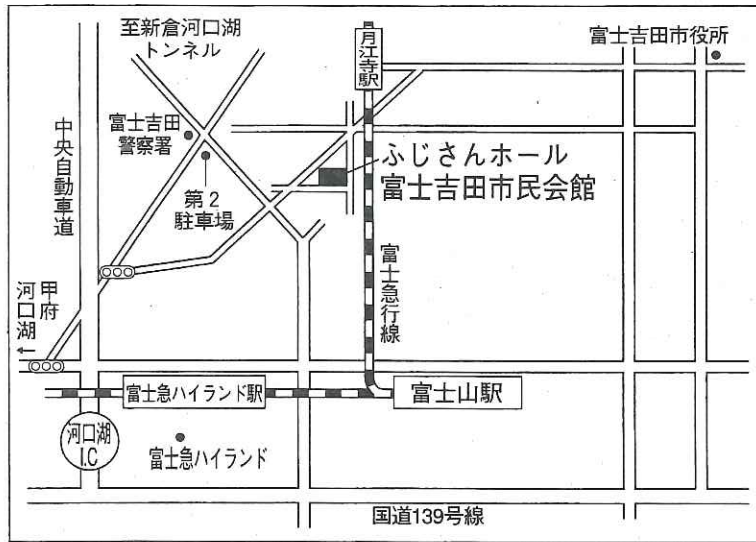 至新倉河口湖
トンネル
月江寺駅
富士吉田市役所
中央自動車道
富士吉田
警察署
第2
駐車場
ふじさんホール
富士吉田市民会館
富士急行線
甲府
河口湖
←
富士急ハイランド駅
富士山駅
河口湖
I.C
富士急ハイランド
国道139号線